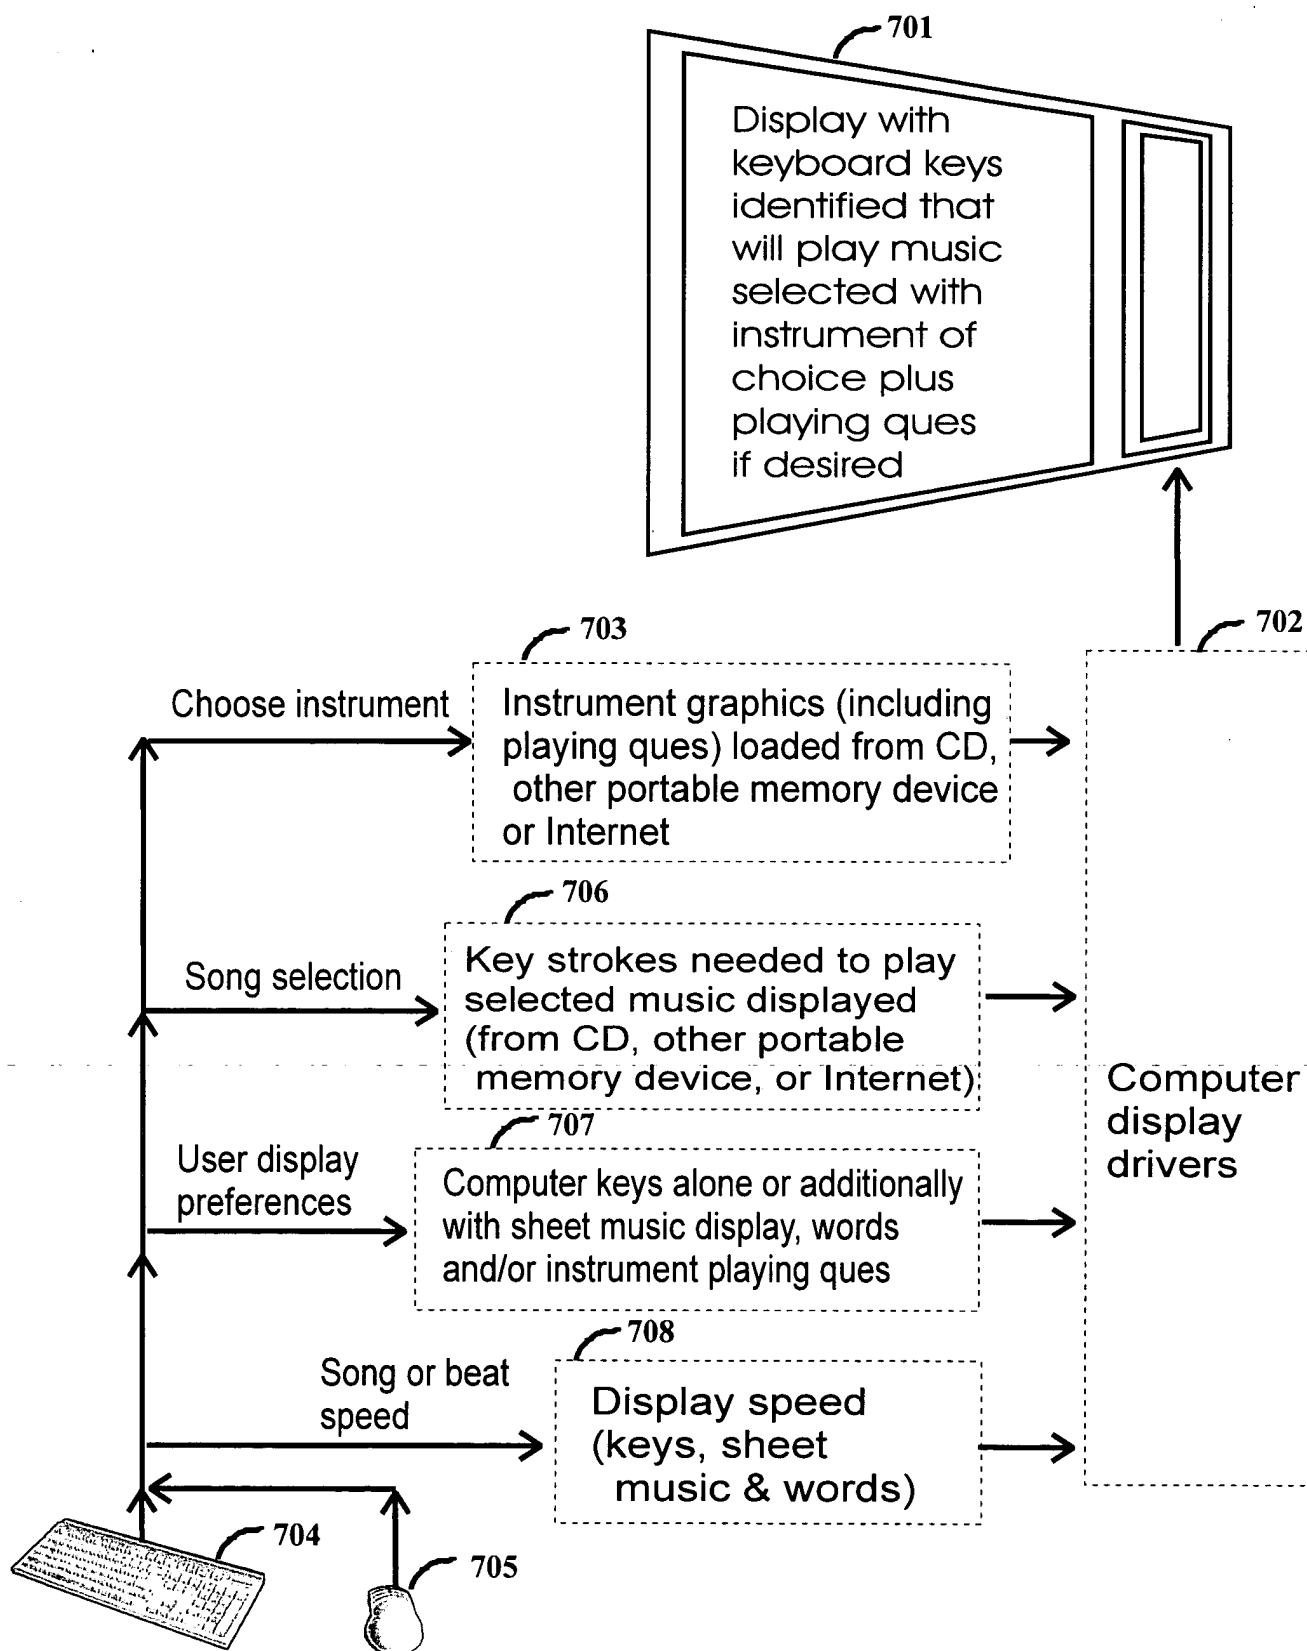 701
Display with
keyboard keys
identified that
will play music
selected with
instrument of
choice plus
playing ques
if desired
702
703
Choose instrument
Instrument graphics (including
playing ques) loaded from CD,
other portable memory device
or Internet
706
Song selection
Key strokes needed to play
selected music displayed
(from CD, other portable
memory device, or Internet)
Computer
display
drivers
707
User display
preferences
Computer keys alone or additionally
with sheet music display, words
and/or instrument playing ques
708
Song or beat
speed
Display speed
(keys, sheet
music & words)
704
705